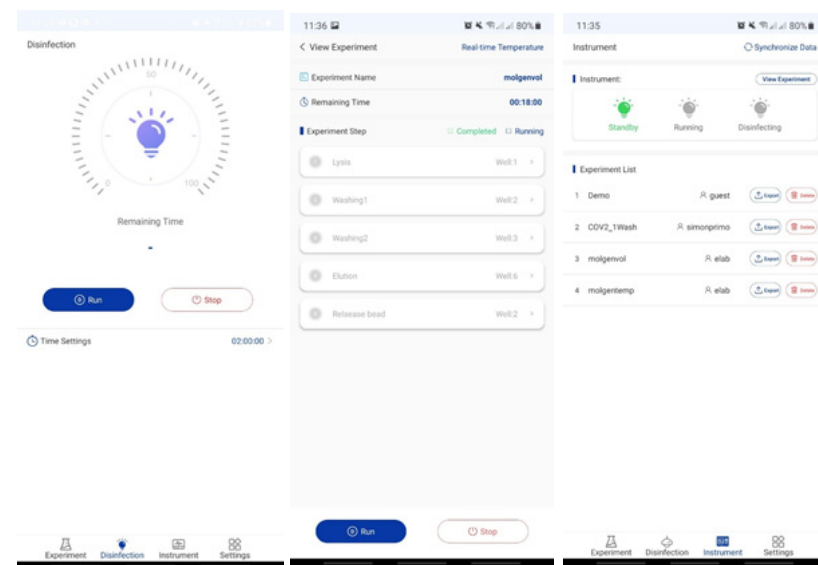 Disinfection
50
0
100
Remaining Time
-
Run
Stop
Time Settings
02:00:00 >
Experiment
Disinfection
Instrument
Settings
11:36
80%
< View Experiment
Real-time Temperature
Experiment Name
molgenvol
Remaining Time
00:18:00
Experiment Step
Completed
Running
Lysis
Well:1 >
Washing1
Well:2 >
Washing2
Well:3 >
Elution
Well:6 >
Relsease bead
Well:2 >
Run
Stop
11:35
80%
Instrument
Synchronize Data
Instrument:
View Experiment
Standby
Running
Disinfecting
Experiment List
1 Demo
guest
Export
Delete
2 COV2_1Wash
simonprimo
Export
Delete
3 molgenvol
elab
Export
Delete
4 molgentemp
elab
Export
Delete
Experiment
Disinfection
Instrument
Settings